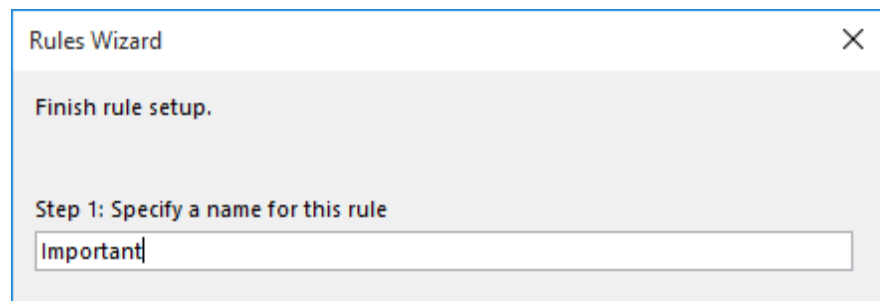 Rules Wizard
Finish rule setup.
Step 1: Specify a name for this rule
Important